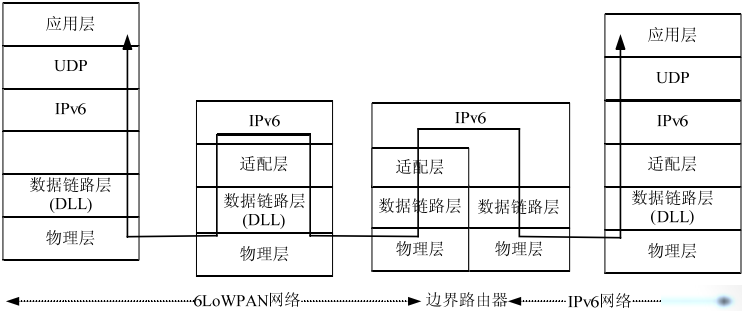 应用层
UDP
IPv6
数据链路层
(DLL)
物理层
IPv6
适配层
数据链路层
(DLL)
物理层
IPv6
适配层
数据链路层 数据链路层
物理层 物理层
应用层
UDP
IPv6
适配层
数据链路层
(DLL)
物理层
6LoWPAN网络 边界路由器 IPv6网络